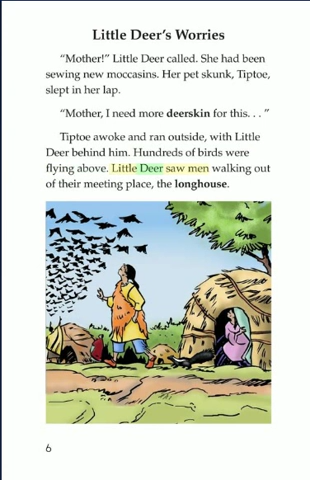 Little Deer's Worries
“Mother!” Little Deer called. She had been
sewing new moccasins. Her pet skunk, Tiptoe,
slept in her lap.
“Mother, I need more deerskin for this. . . ”
Tiptoe awoke and ran outside, with Little
Deer behind him. Hundreds of birds were
flying above. Little Deer saw men walking out
of their meeting place, the longhouse.
6